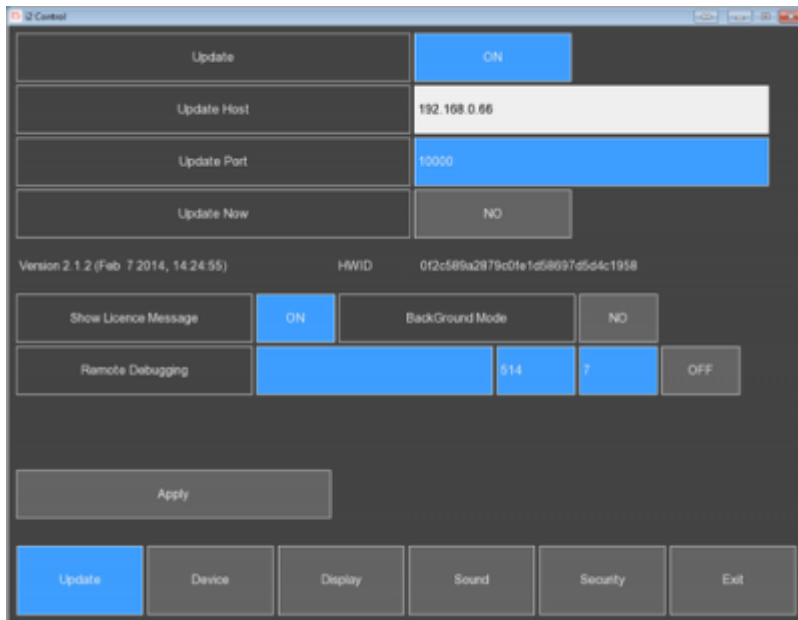 i2 Control
Update ON
Update Host 192.168.0.66
Update Port 10000
Update Now NO
Version 2.1.2 (Feb 7 2014, 14:24:55) HWID 0f2c589a2879c0fe1d58697d5d4c1958
Show Licence Message ON BackGround Mode NO
Remote Debugging 514 7 OFF
Apply
Update Device Display Sound Security Exit